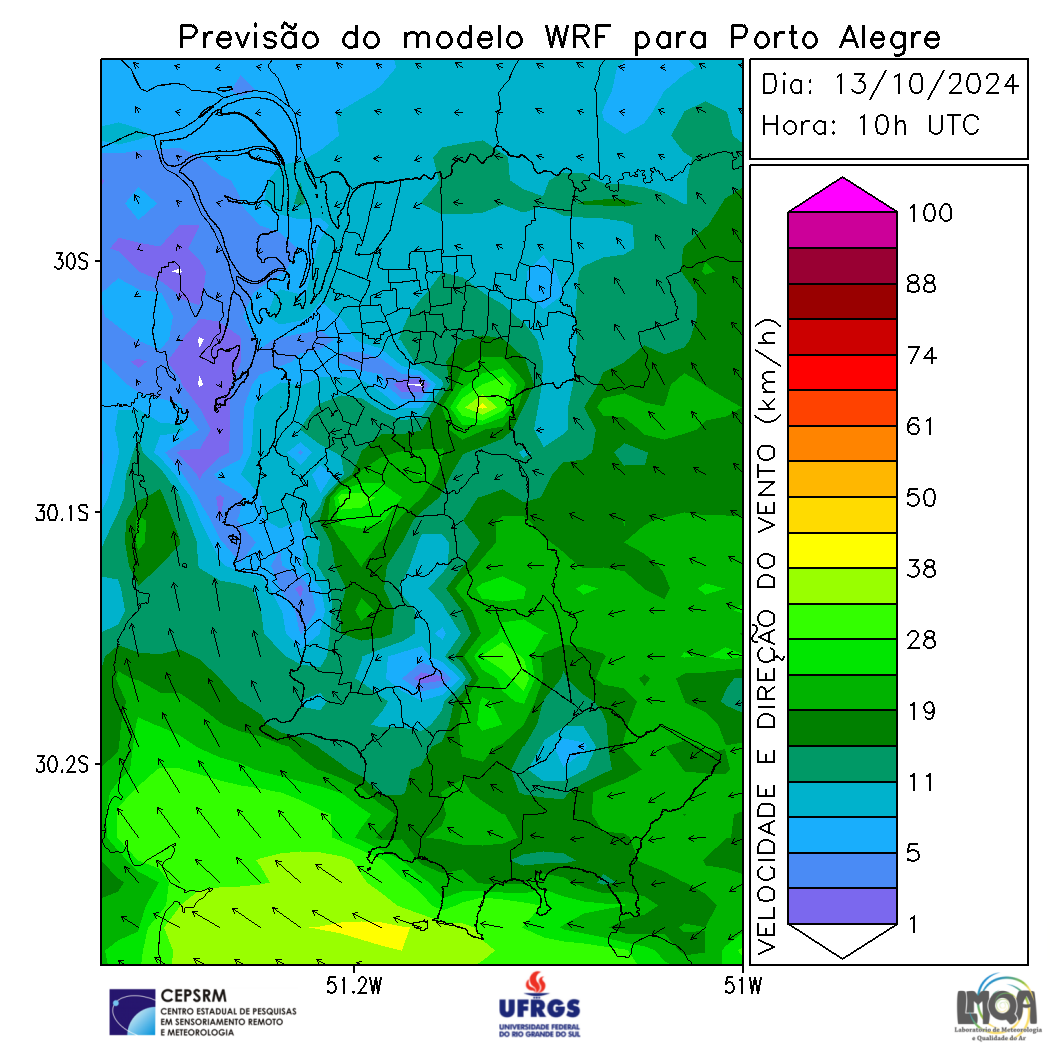 Previsão do modelo WRF para Porto Alegre
Dia: 13/10/2024
Hora: 10h UTC
30S
30.1S
30.2S
51.2W
51W
VELOCIDADE E DIREÇÃO DO VENTO (km/h)
100
88
74
61
50
38
28
19
11
5
1
CEPSRM
CENTRO ESTADUAL DE PESQUISAS
EM SENSORIAMENTO REMOTO
E METEOROLOGIA
UFRGS
UNIVERSIDADE FEDERAL
DO RIO GRANDE DO SUL
LMQA
Laboratório de Meteorologia
e Qualidade do Ar